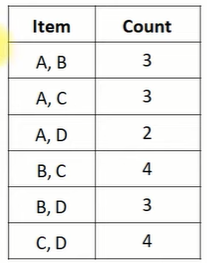 Item Count
A, B 3
A, C 3
A, D 2
B, C 4
B, D 3
C, D 4